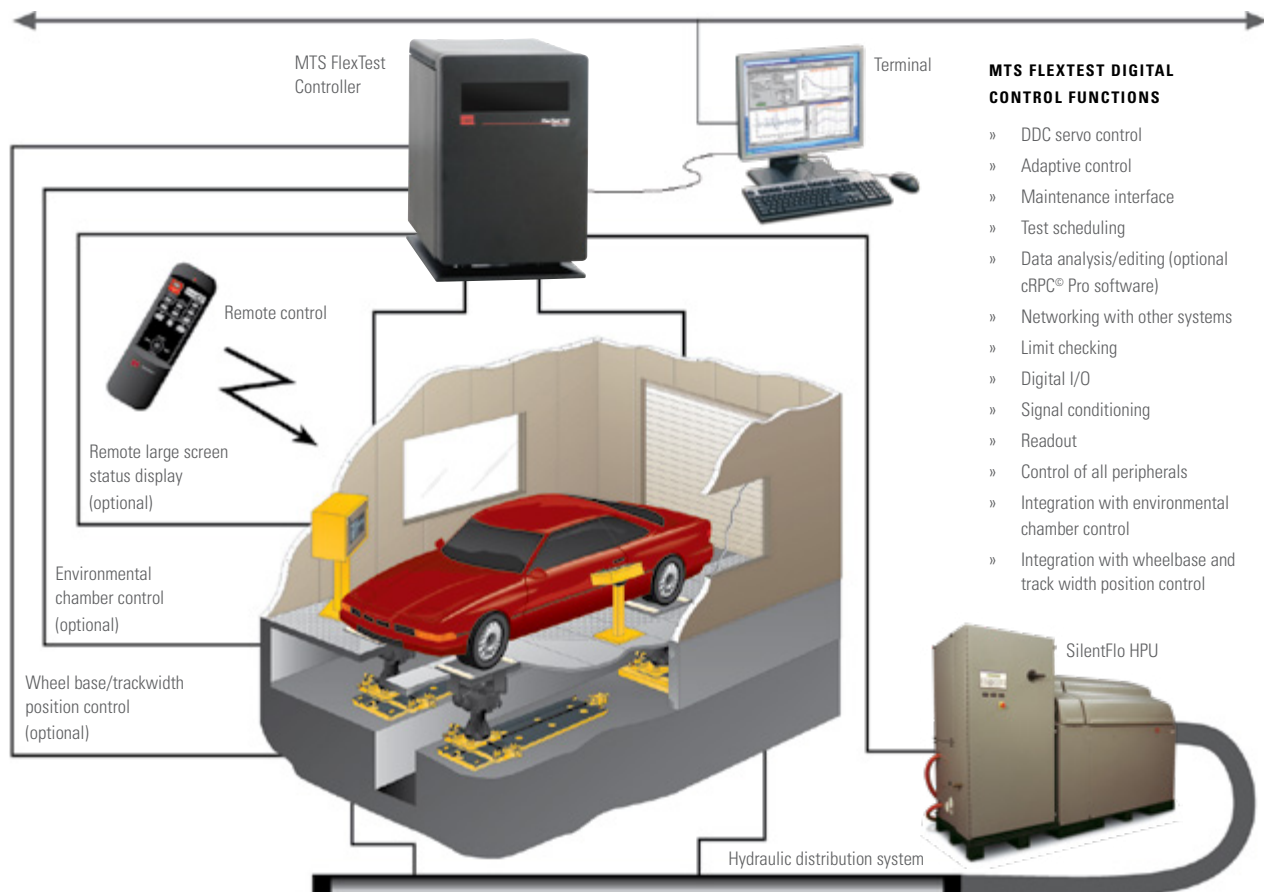 MTS FlexTest
Controller
Terminal
MTS FLEXTEST DIGITAL
CONTROL FUNCTIONS
» DDC servo control
» Adaptive control
» Maintenance interface
» Test scheduling
» Data analysis/editing (optional
cRPC© Pro software)
» Networking with other systems
» Limit checking
» Digital I/O
» Signal conditioning
» Readout
» Control of all peripherals
» Integration with environmental
chamber control
» Integration with wheelbase and
track width position control
Remote control
Remote large screen
status display
(optional)
Environmental
chamber control
(optional)
Wheel base/trackwidth
position control
(optional)
SilentFlo HPU
Hydraulic distribution system